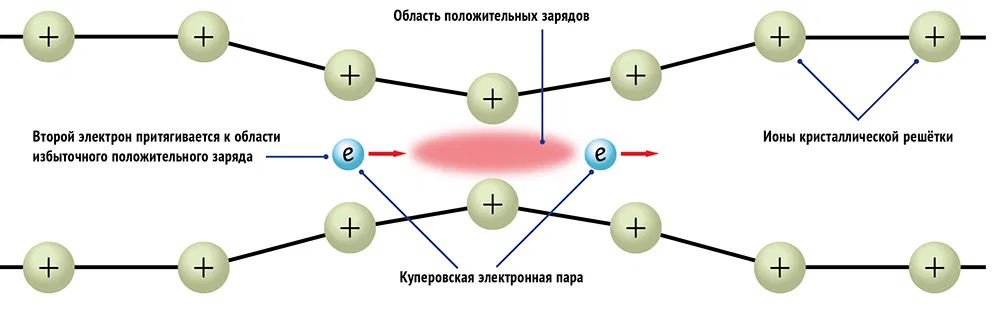 Область положительных зарядов
+ + + +
+ +
+
Второй электрон притягивается к области
избыточного положительного заряда
e e
Ионы кристаллической решётки
+
+ +
+ + + +
Куперовская электронная пара